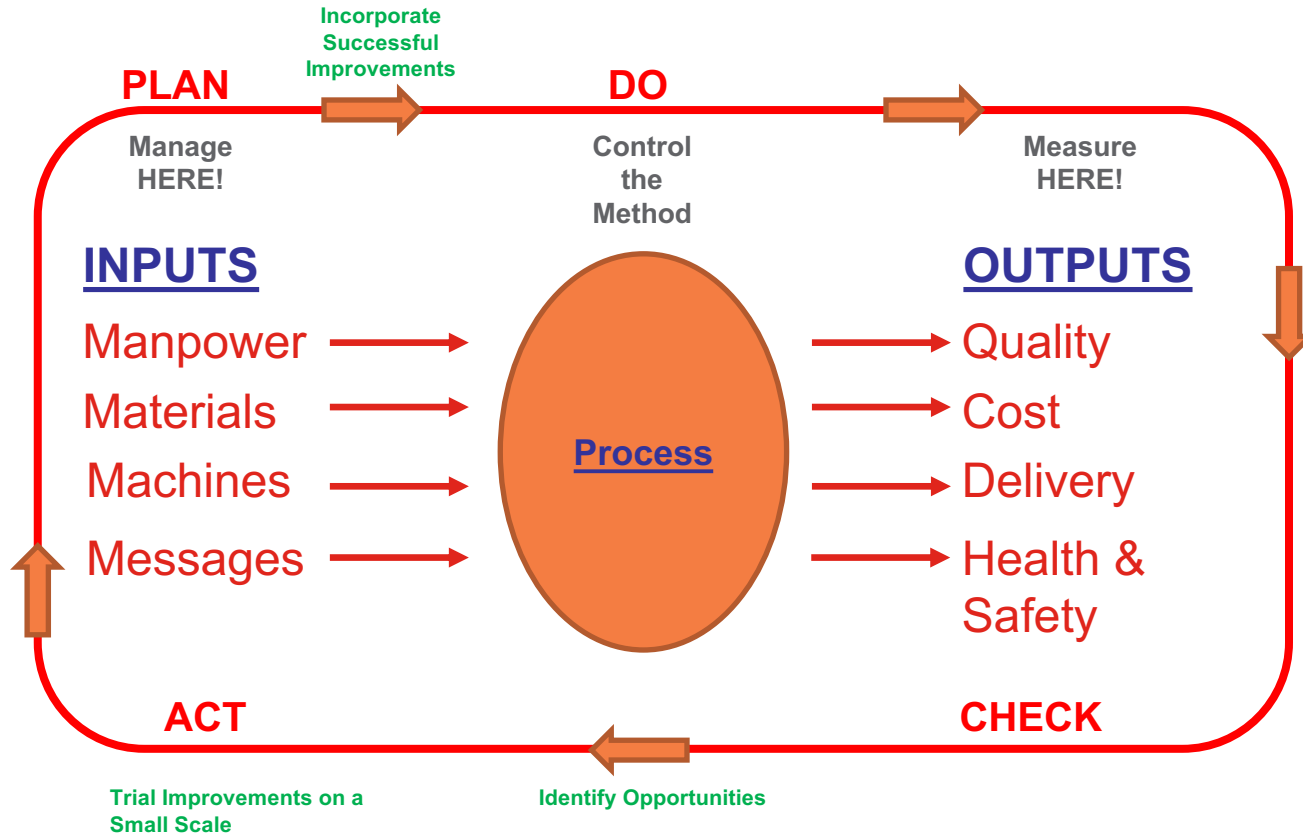 Incorporate
Successful
Improvements
PLAN
DO
Manage
HERE!
Control
the
Method
Measure
HERE!
INPUTS
OUTPUTS
Manpower
Quality
Materials
Cost
Process
Machines
Delivery
Messages
Health &
Safety
ACT
CHECK
Trial Improvements on a
Small Scale
Identify Opportunities